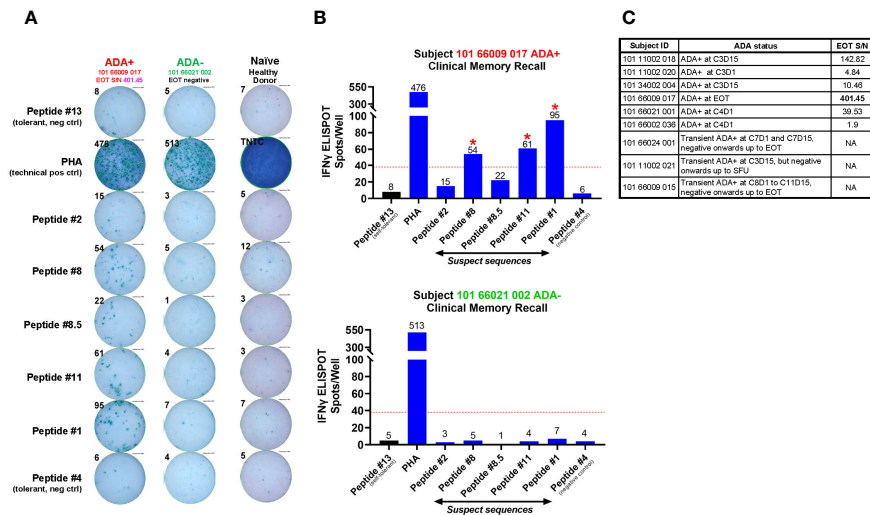 A
ADA+
101 66009 017
EOT S/N 401.45
ADA-
101 66021 002
EOT negative
Naïve
Healthy
Donor
Peptide #13
(tolerant, neg ctrl)
8
5
7
PHA
(technical pos ctrl)
476
513
TNTC
Peptide #2
15
3
5
Peptide #8
54
5
12
Peptide #8.5
22
1
3
Peptide #11
61
4
3
Peptide #1
95
7
7
Peptide #4
(tolerant, neg ctrl)
6
4
5
B
Subject 101 66009 017 ADA+
Clinical Memory Recall
IFNγ ELISPOT
Spots/Well
550
300
100
80
60
40
20
0
8
476
15
*
54
22
*
61
*
95
6
Peptide #13
(self-tolerant)
PHA
Peptide #2
Peptide #8
Peptide #8.5
Peptide #11
Peptide #1
Peptide #4
(negative control)
Suspect sequences
Subject 101 66021 002 ADA-
Clinical Memory Recall
IFNγ ELISPOT
Spots/Well
550
300
100
80
60
40
20
0
5
513
3
5
1
4
7
4
Peptide #13
(self-tolerant)
PHA
Peptide #2
Peptide #8
Peptide #8.5
Peptide #11
Peptide #1
Peptide #4
(negative control)
Suspect sequences
C
Subject ID ADA status EOT S/N
101 11002 018 ADA+ at C3D15 142.82
101 11002 020 ADA+ at C3D1 4.84
101 34002 004 ADA+ at C3D15 10.46
101 66009 017 ADA+ at EOT 401.45
101 66021 001 ADA+ at C4D1 39.53
101 66002 036 ADA+ at C4D1 1.9
101 66024 001 Transient ADA+ at C7D1 and C7D15,
negative onwards up to EOT NA
101 11002 021 Transient ADA+ at C3D15, but negative
onwards up to SFU NA
101 66009 015 Transient ADA+ at C8D1 to C11D15,
negative onwards up to EOT NA